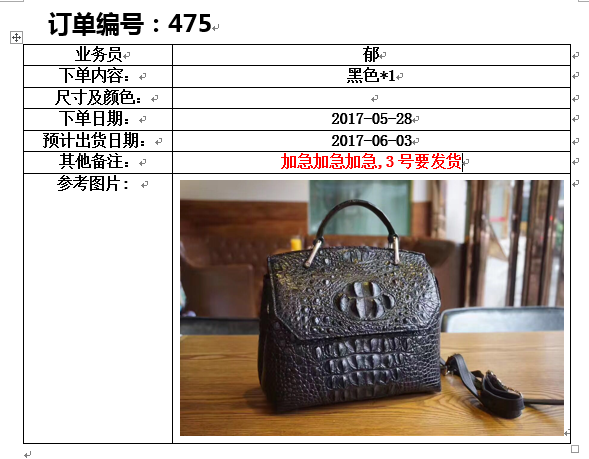 订单编号：475
业务员 郁
下单内容： 黑色*1
尺寸及颜色：
下单日期： 2017-05-28
预计出货日期： 2017-06-03
其他备注： 加急加急加急,3号要发货
参考图片：